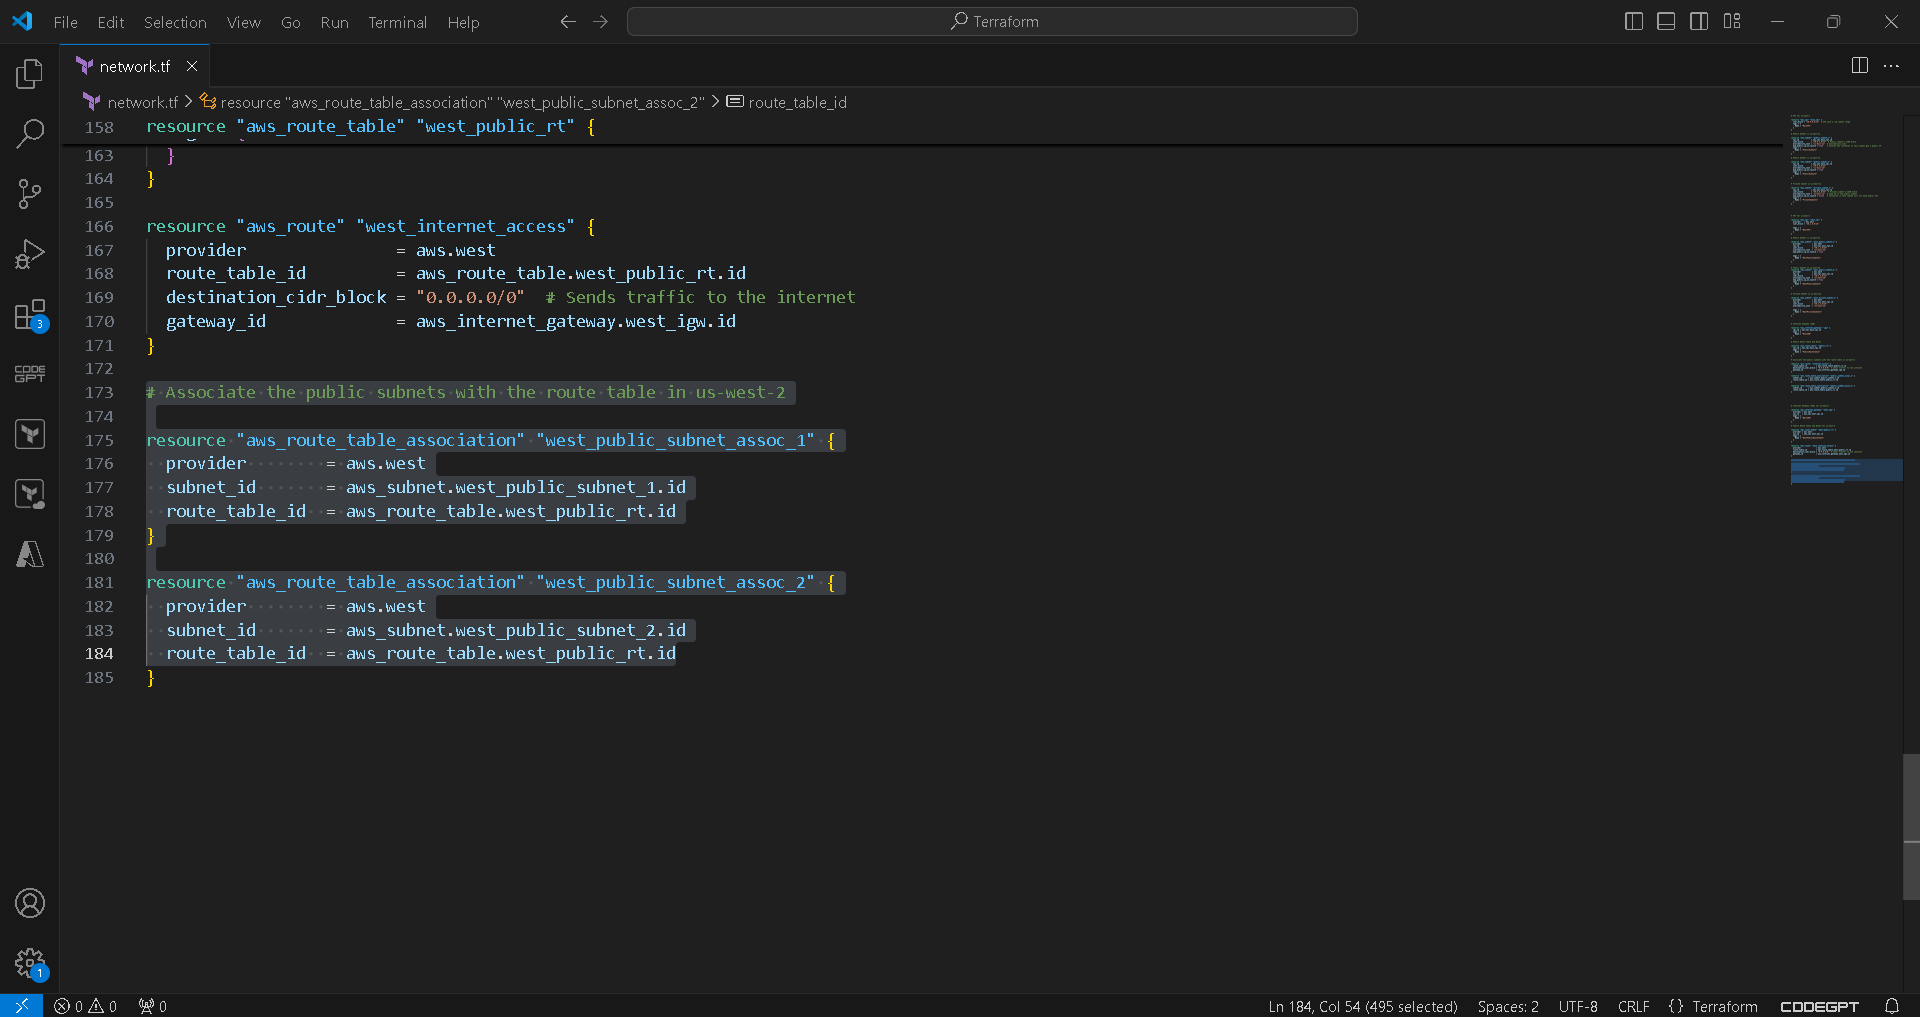 File Edit Selection View Go Run Terminal Help
Terraform
network.tf
network.tf > resource "aws_route_table_association" "west_public_subnet_assoc_2" > route_table_id
158 resource "aws_route_table" "west_public_rt" {
163 }
164 }
165
166 resource "aws_route" "west_internet_access" {
167 provider = aws.west
168 route_table_id = aws_route_table.west_public_rt.id
169 destination_cidr_block = "0.0.0.0/0" # Sends traffic to the internet
170 gateway_id = aws_internet_gateway.west_igw.id
171 }
172
173 # Associate the public subnets with the route table in us-west-2
174
175 resource "aws_route_table_association" "west_public_subnet_assoc_1" {
176 provider = aws.west
177 subnet_id = aws_subnet.west_public_subnet_1.id
178 route_table_id = aws_route_table.west_public_rt.id
179 }
180
181 resource "aws_route_table_association" "west_public_subnet_assoc_2" {
182 provider = aws.west
183 subnet_id = aws_subnet.west_public_subnet_2.id
184 route_table_id = aws_route_table.west_public_rt.id
185 }
3
CODE
GPT
1
0 0 0
Ln 184, Col 54 (495 selected) Spaces: 2 UTF-8 CRLF {} Terraform CODEGPT